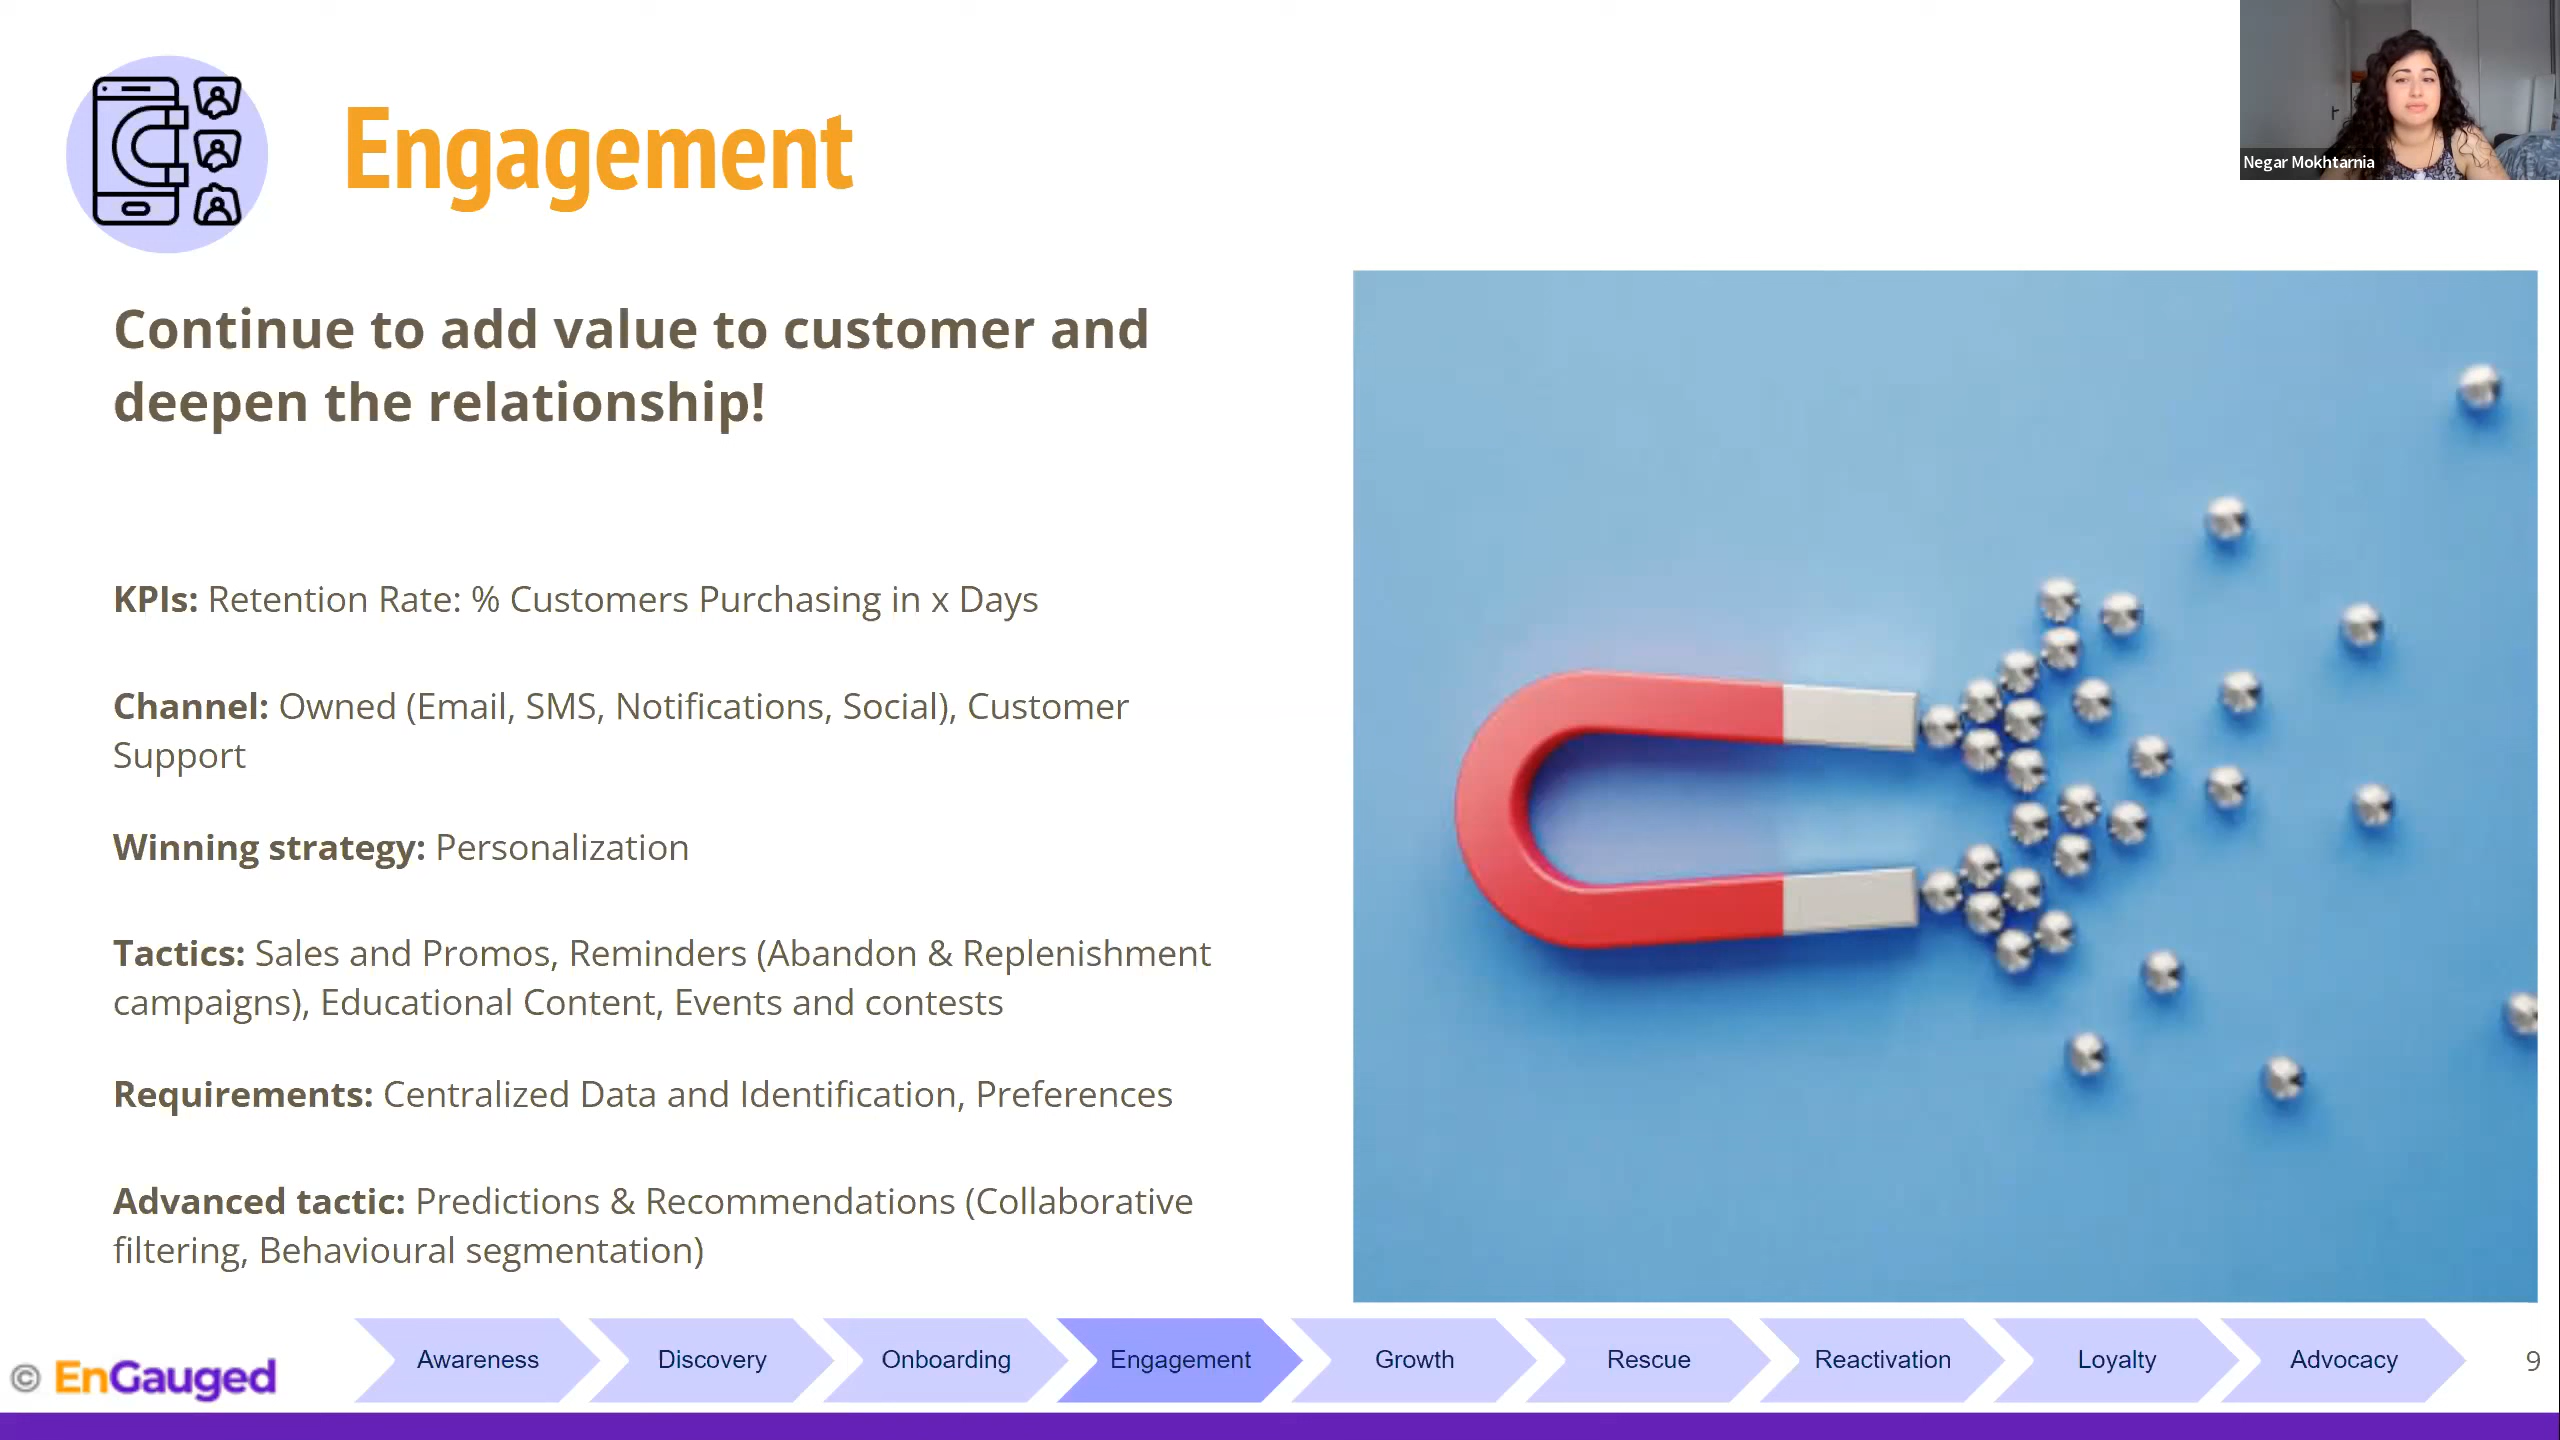 Engagement
Negar Mokhtarnia
Continue to add value to customer and
deepen the relationship!
KPIs: Retention Rate: % Customers Purchasing in x Days
Channel: Owned (Email, SMS, Notifications, Social), Customer
Support
Winning strategy: Personalization
Tactics: Sales and Promos, Reminders (Abandon & Replenishment
campaigns), Educational Content, Events and contests
Requirements: Centralized Data and Identification, Preferences
Advanced tactic: Predictions & Recommendations (Collaborative
filtering, Behavioural segmentation)
© EnGauged
Awareness
Discovery
Onboarding
Engagement
Growth
Rescue
Reactivation
Loyalty
Advocacy
9